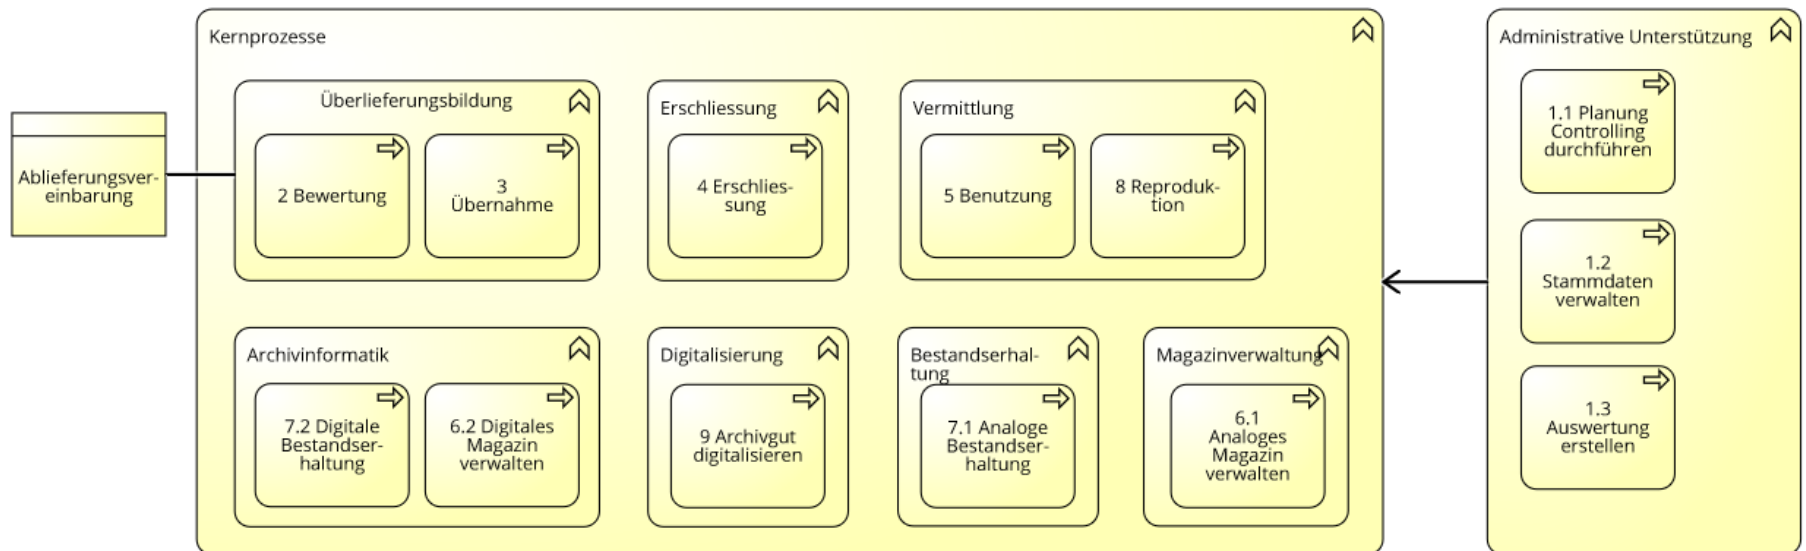 Kernprozesse
Administrative Unterstützung
Überlieferungsbildung
Erschliessung
Vermittlung
Ablieferungsver-
einbarung
2 Bewertung
3
Übernahme
4 Erschlies-
sung
5 Benutzung
8 Reproduk-
tion
1.1 Planung
Controlling
durchführen
1.2
Stammdaten
verwalten
1.3
Auswertung
erstellen
Archivinformatik
Digitalisierung
Bestandserhal-
tung
Magazinverwaltung
7.2 Digitale
Bestandser-
haltung
6.2 Digitales
Magazin
verwalten
9 Archivgut
digitalisieren
7.1 Analoge
Bestandser-
haltung
6.1
Analoges
Magazin
verwalten